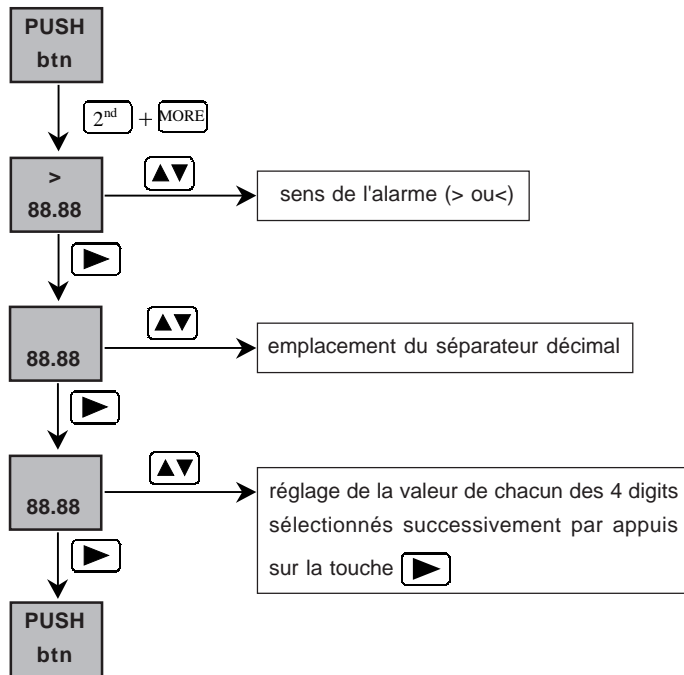 PUSH
btn
2nd + MORE
>
88.88
▲▼
sens de l'alarme (> ou<)
►
88.88
▲▼
emplacement du séparateur décimal
►
88.88
▲▼
réglage de la valeur de chacun des 4 digits
sélectionnés successivement par appuis
sur la touche ►
►
PUSH
btn